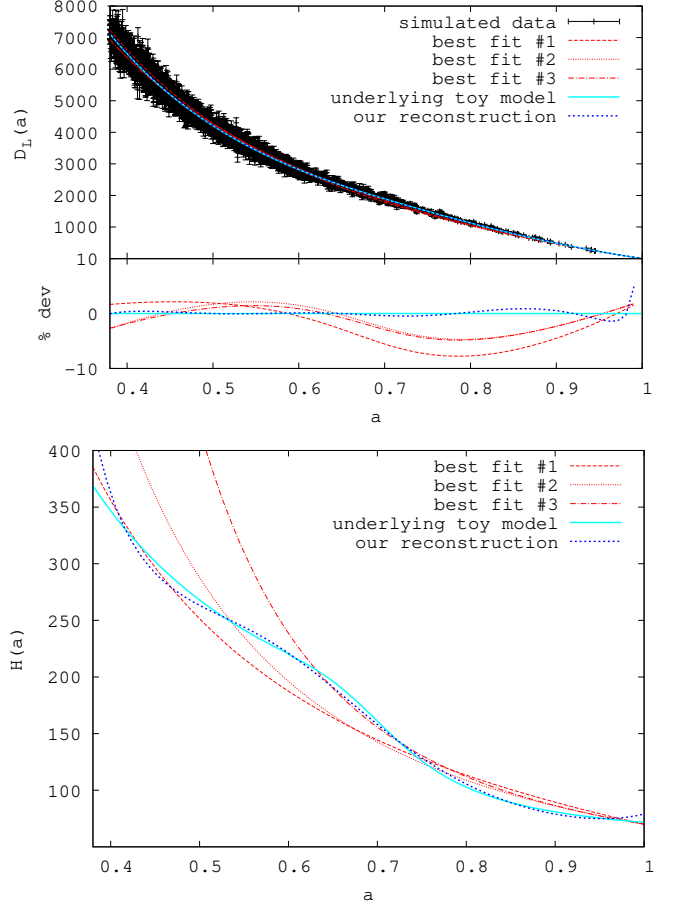 8000
7000
6000
5000
4000
3000
2000
1000
D_L(a)
simulated data
best fit #1
best fit #2
best fit #3
underlying toy model
our reconstruction
10
0
−10
% dev
0.4 0.5 0.6 0.7 0.8 0.9 1
a
400
350
300
250
200
150
100
H(a)
best fit #1
best fit #2
best fit #3
underlying toy model
our reconstruction
0.4 0.5 0.6 0.7 0.8 0.9 1
a